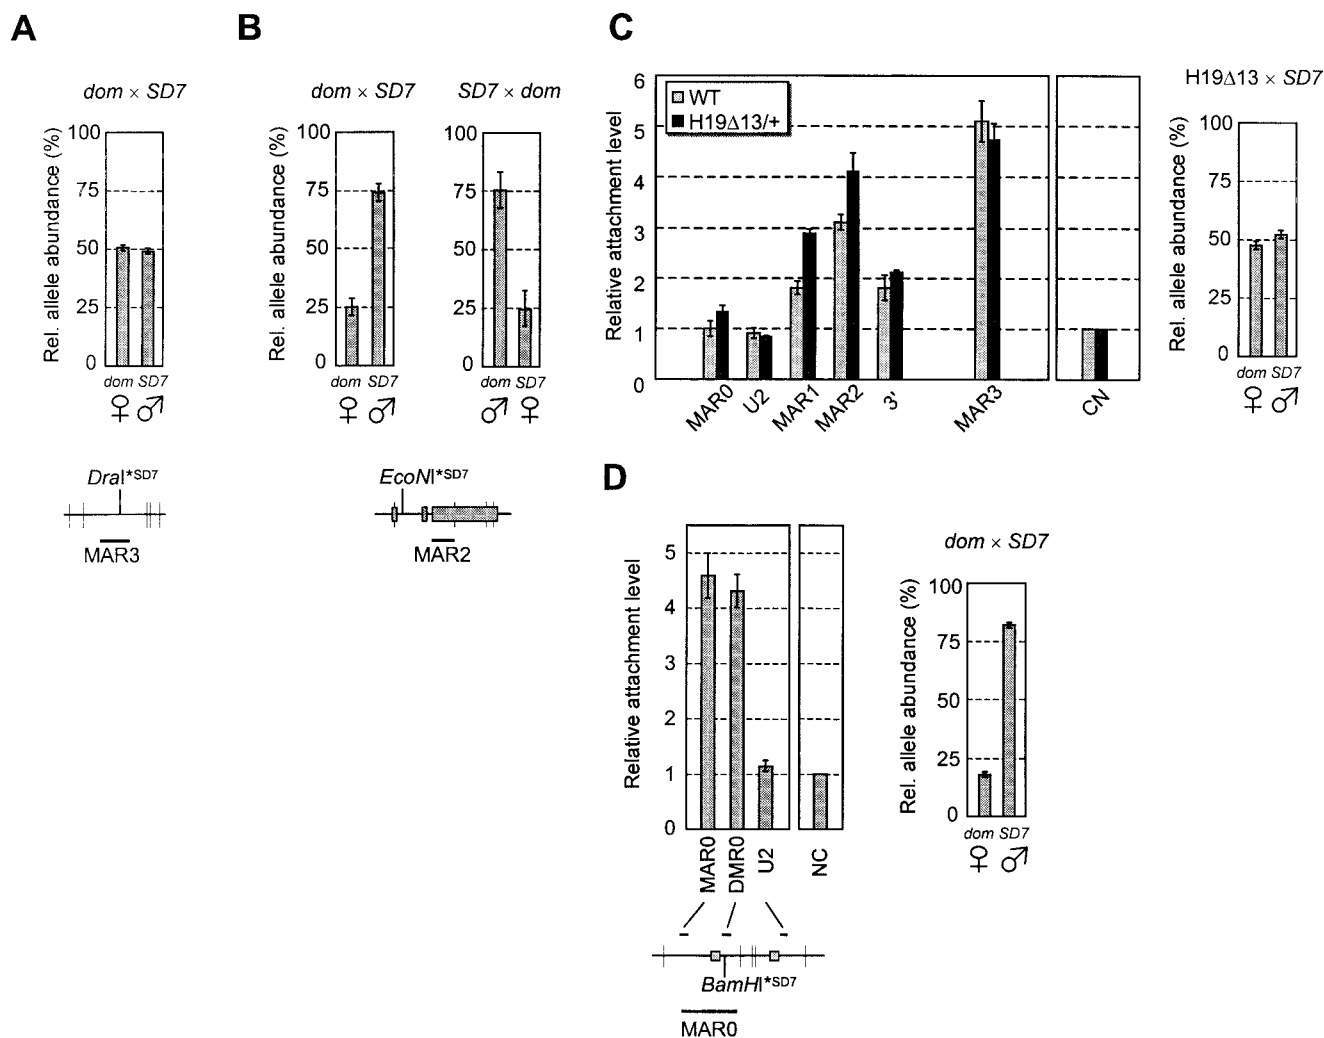 A
dom × SD7
Rel. allele abundance (%)
100
75
50
25
0
dom SD7
♀ ♂
DraI*SD7
MAR3
B
dom × SD7
SD7 × dom
Rel. allele abundance (%)
100
75
50
25
0
dom SD7
♀ ♂
100
75
50
25
0
dom SD7
♂ ♀
EcoNI*SD7
MAR2
C
Relative attachment level
6
5
4
3
2
1
0
WT
H19Δ13/+
MAR0
U2
MAR1
MAR2
3'
MAR3
CN
H19Δ13 × SD7
Rel. allele abundance (%)
100
75
50
25
0
dom SD7
♀ ♂
D
Relative attachment level
5
4
3
2
1
0
MAR0
DMR0
U2
NC
BamHI*SD7
MAR0
dom × SD7
Rel. allele abundance (%)
100
75
50
25
0
dom SD7
♀ ♂